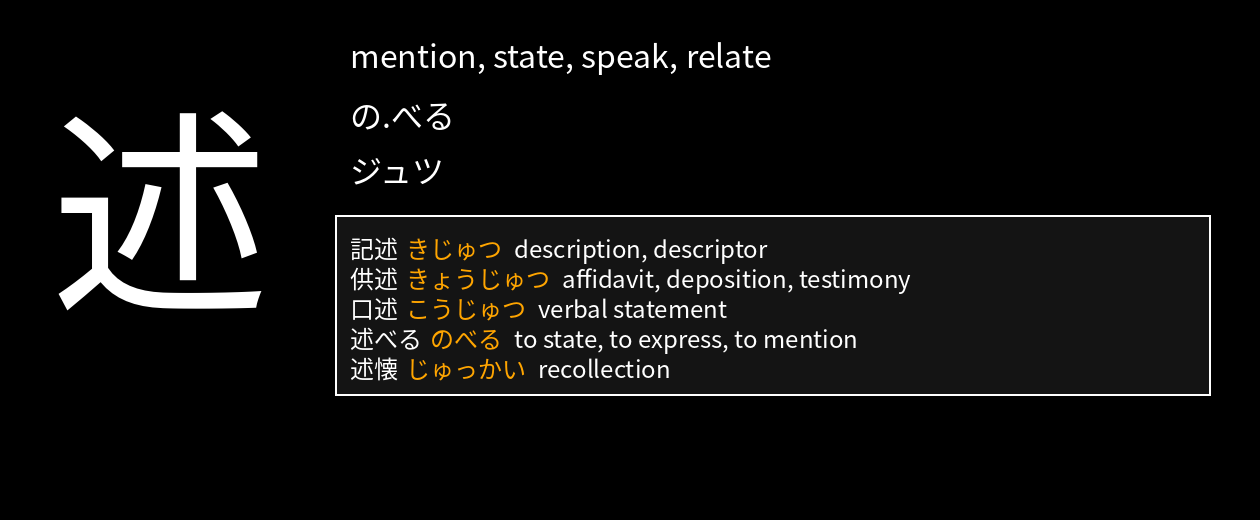 述
mention, state, speak, relate
の.べる
ジュツ
記述 きじゅつ description, descriptor
供述 きょうじゅつ affidavit, deposition, testimony
口述 こうじゅつ verbal statement
述べる のべる to state, to express, to mention
述懐 じゅっかい recollection